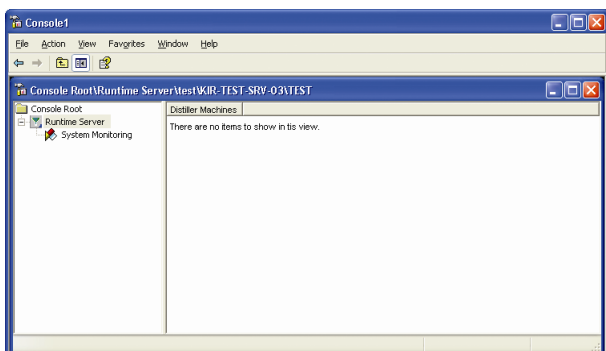 Console1
File Action View Favorites Window Help
Console Root\Runtime Server\test\KIR-TEST-SRV-03\TEST
Console Root
Runtime Server
System Monitoring
Distiller Machines
There are no items to show in tis view.